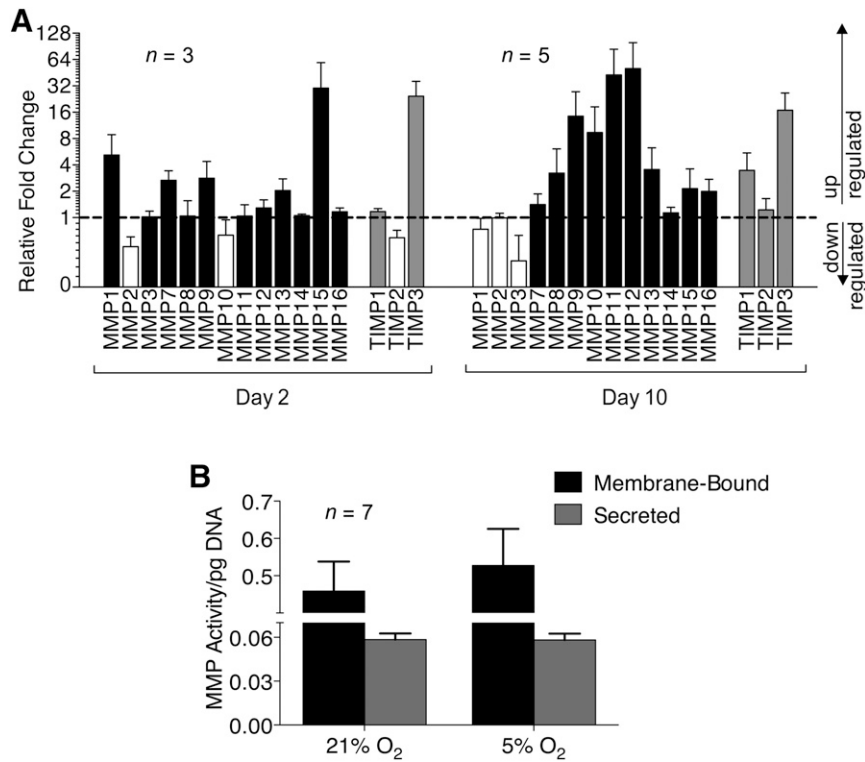 A
Relative Fold Change
128
64
32
16
8
4
2
1
0
n = 3
n = 5
up
regulated
down
regulated
MMP1
MMP2
MMP3
MMP7
MMP8
MMP9
MMP10
MMP11
MMP12
MMP13
MMP14
MMP15
MMP16
TIMP1
TIMP2
TIMP3
MMP1
MMP2
MMP3
MMP7
MMP8
MMP9
MMP10
MMP11
MMP12
MMP13
MMP14
MMP15
MMP16
TIMP1
TIMP2
TIMP3
Day 2
Day 10
B
MMP Activity/pg DNA
0.7
0.6
0.5
0.06
0.03
0.00
n = 7
Membrane-Bound
Secreted
21% O2
5% O2